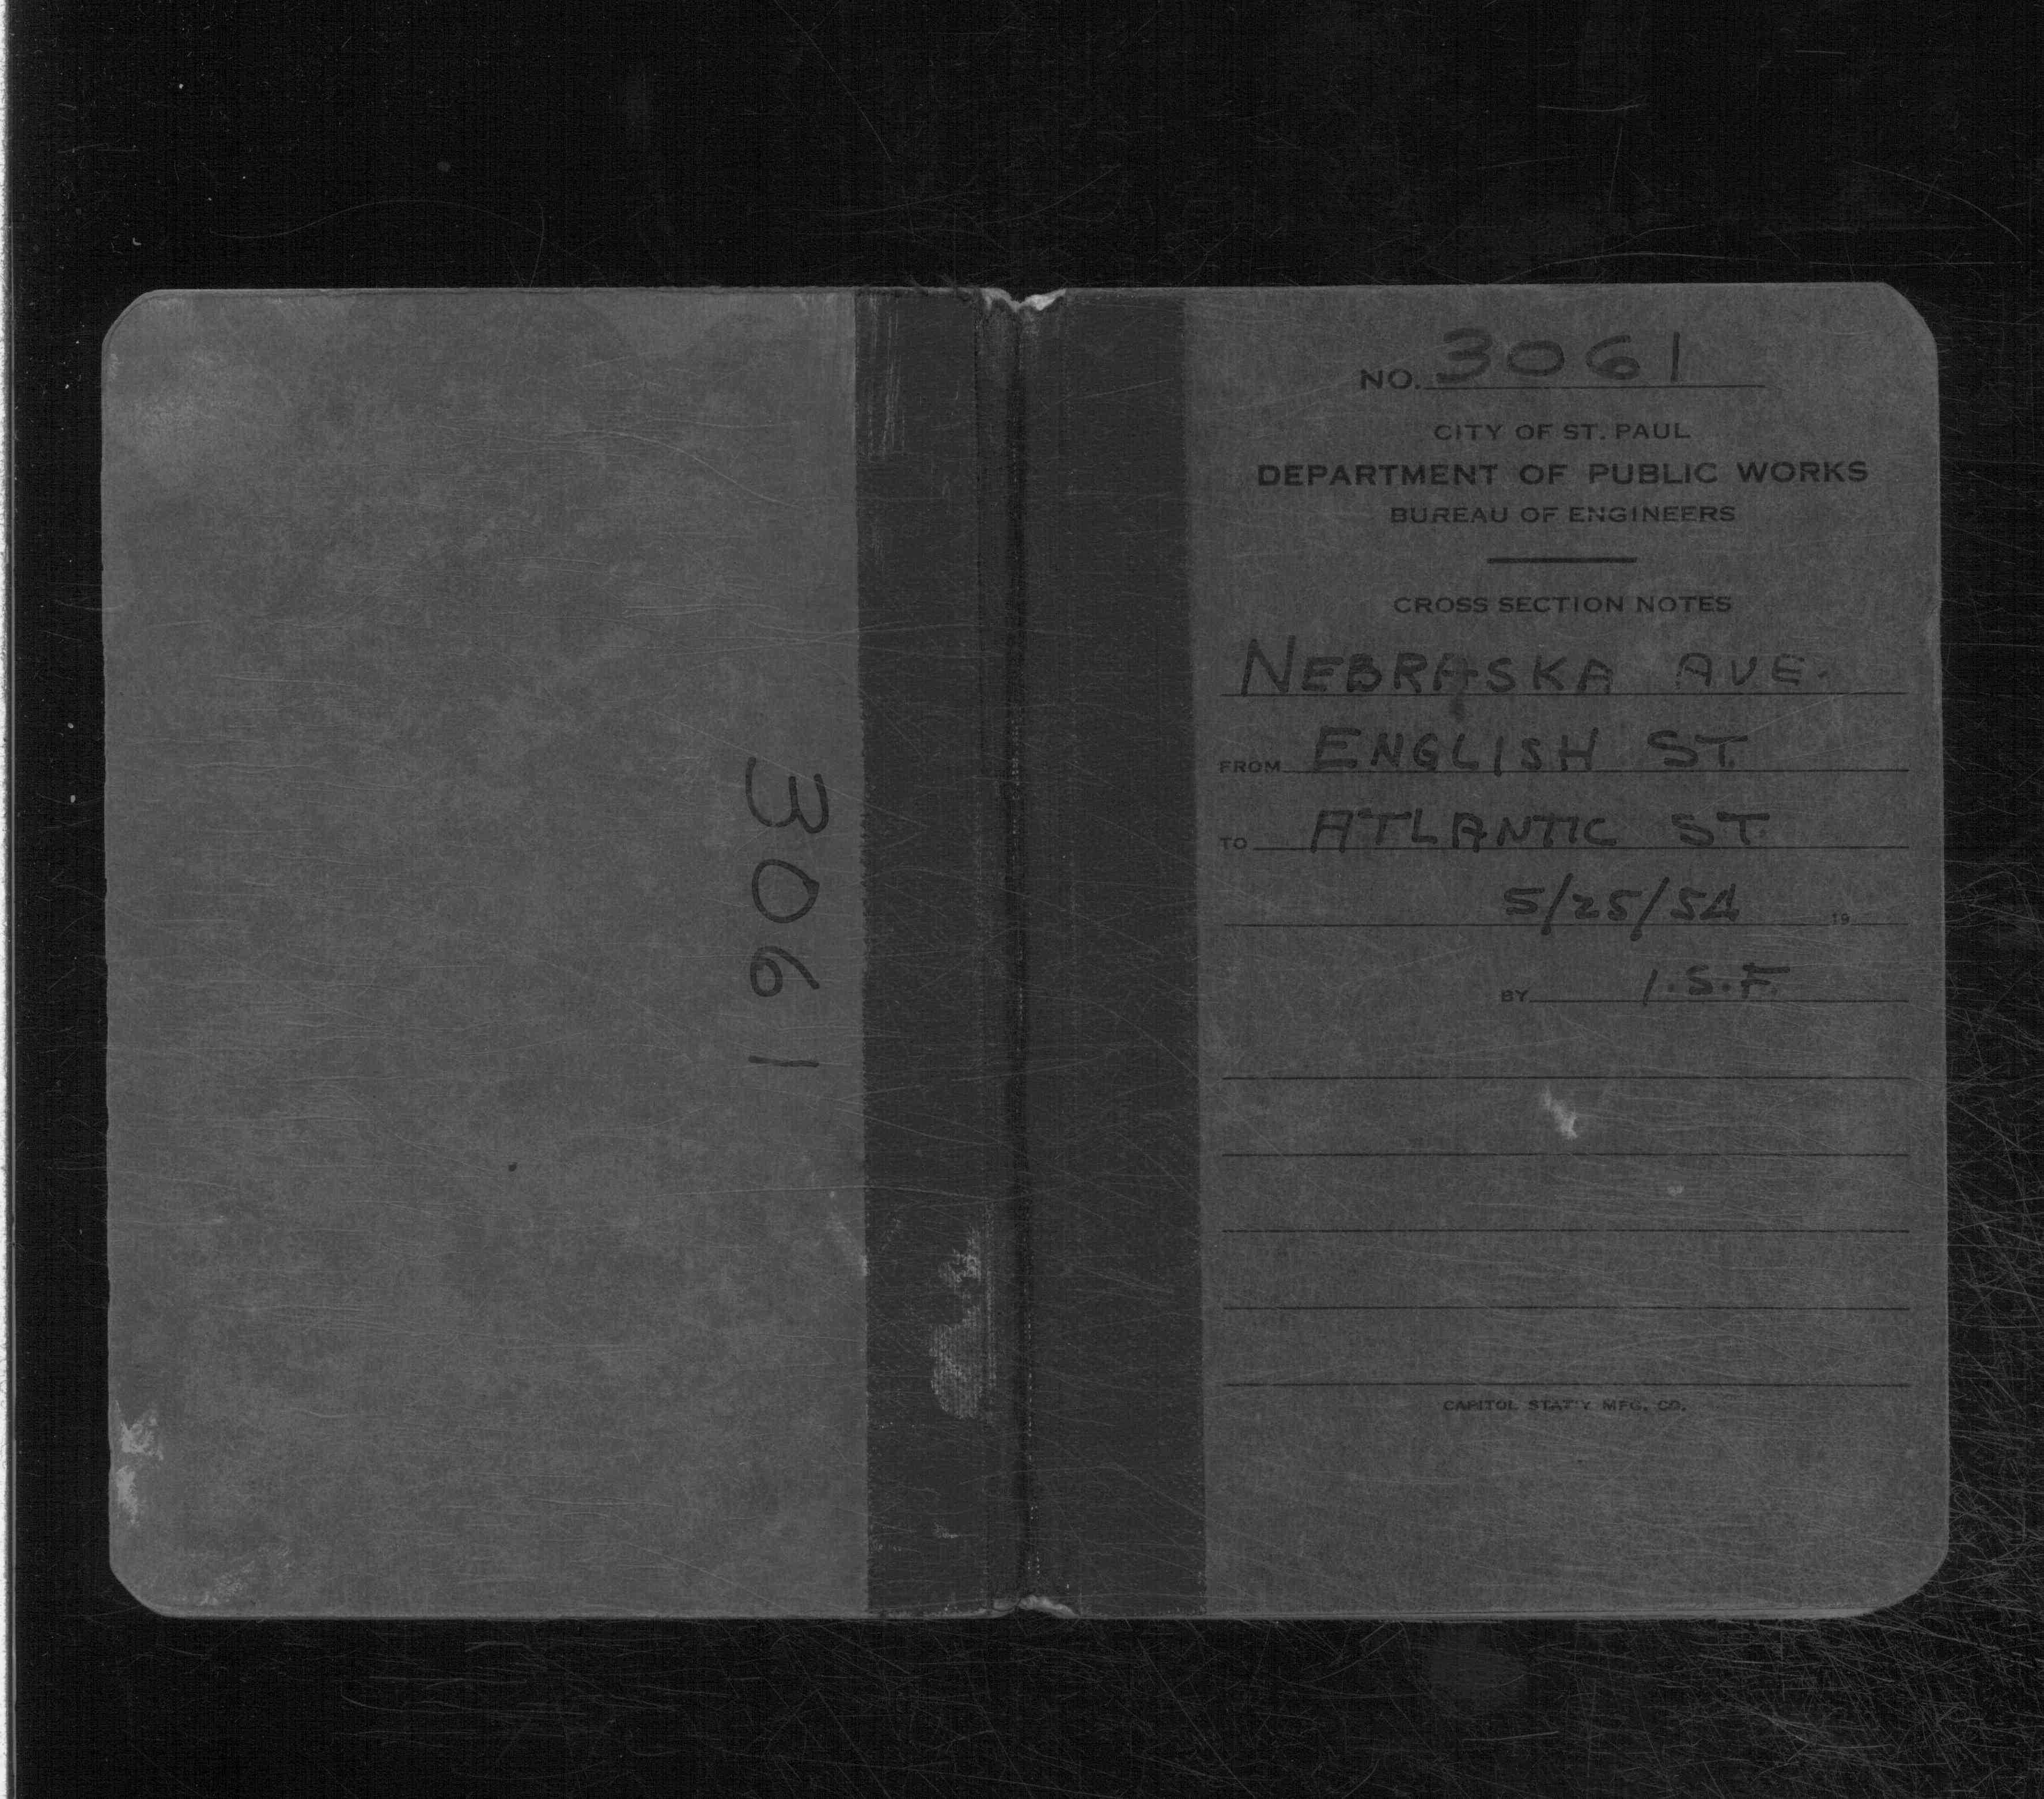 3061
NO. 3061
CITY OF ST. PAUL
DEPARTMENT OF PUBLIC WORKS
BUREAU OF ENGINEERS
CROSS SECTION NOTES
NEBRASKA AVE.
FROM ENGLISH ST.
TO ATLANTIC ST.
5/25/54 19
BY I.S.F.
CAPITOL STAT'Y MFG. CO.